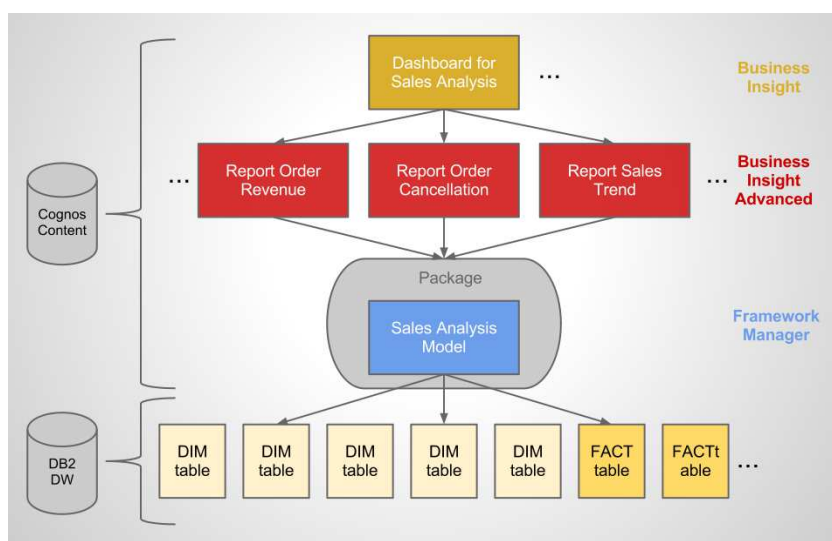 Dashboard for
Sales Analysis
...
Business
Insight
...
Report Order
Revenue
Report Order
Cancellation
Report Sales
Trend
...
Business
Insight
Advanced
Cognos
Content
Package
Sales Analysis
Model
Framework
Manager
DB2
DW
DIM
table
DIM
table
DIM
table
DIM
table
DIM
table
FACT
table
FACTt
able
...